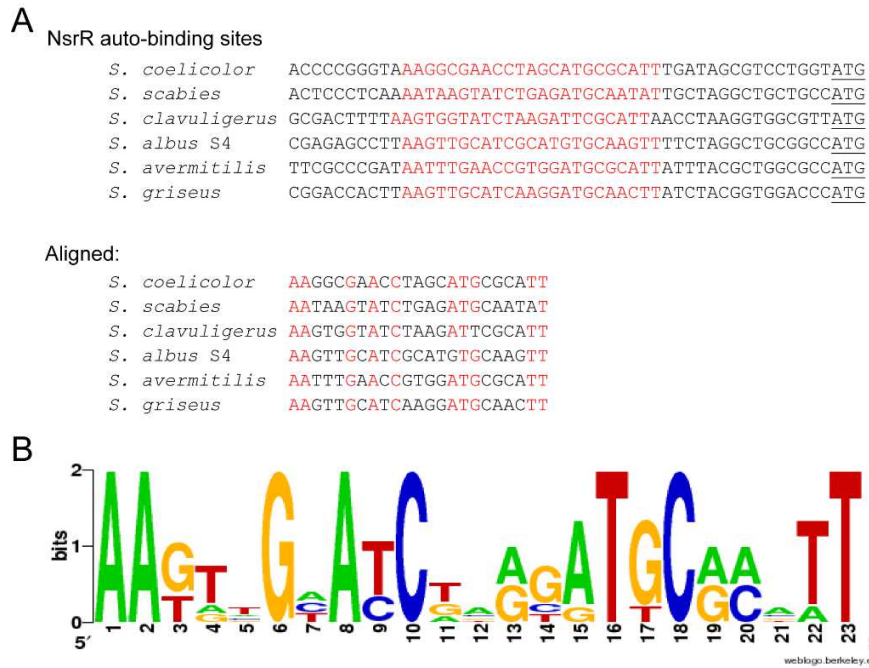 A
NsrR auto-binding sites
S. coelicolor ACCCCGGGTAAAGGCGAACCTAGCATGCGCATTTGATAGCGTCCTGGTATG
S. scabies ACTCCCTCAAAATAAGTATCTGAGATGCAATATTGCTAGGCTGCTGCCATG
S. clavuligerus GCGACTTTTAAGTGGTATCTAAGATTCGCATTAACCTAAGGTGGCGTTATG
S. albus S4 CGAGAGCCTTAAGTTGCATCGCATGTGCAAGTTTTCTAGGCTGCGGCCATG
S. avermitilis TTCGCCCGATAATTTGAACCGTGGATGCGCATTATTTACGCTGGCGCCATG
S. griseus CGGACCACTTAAGTTGCATCAAGGATGCAACTTATCTACGGTGGACCCATG
Aligned:
S. coelicolor AAGGCGAACCTAGCATGCGCATT
S. scabies AATAAGTATCTGAGATGCAATAT
S. clavuligerus AAGTGGTATCTAAGATTCGCATT
S. albus S4 AAGTTGCATCGCATGTGCAAGTT
S. avermitilis AATTTGAACCGTGGATGCGCATT
S. griseus AAGTTGCATCAAGGATGCAACTT
B
2
bits
1
0
5′ 1 2 3 4 5 6 7 8 9 10 11 12 13 14 15 16 17 18 19 20 21 22 23
weblogo.berkeley.e